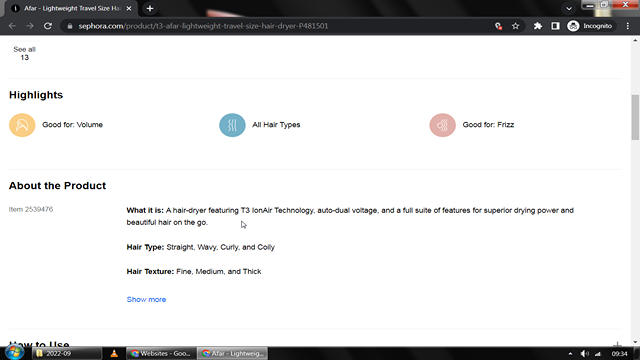 Afar - Lightweight Travel Size Hai
sephora.com/product/t3-afar-lightweight-travel-size-hair-dryer-P481501
Incognito
See all
13
Highlights
Good for: Volume
All Hair Types
Good for: Frizz
About the Product
Item 2539476
What it is: A hair-dryer featuring T3 IonAir Technology, auto-dual voltage, and a full suite of features for superior drying power and
beautiful hair on the go.
Hair Type: Straight, Wavy, Curly, and Coily
Hair Texture: Fine, Medium, and Thick
Show more
How to Use
2022-09
Websites - Goo...
Afar - Lightweig...
09:34